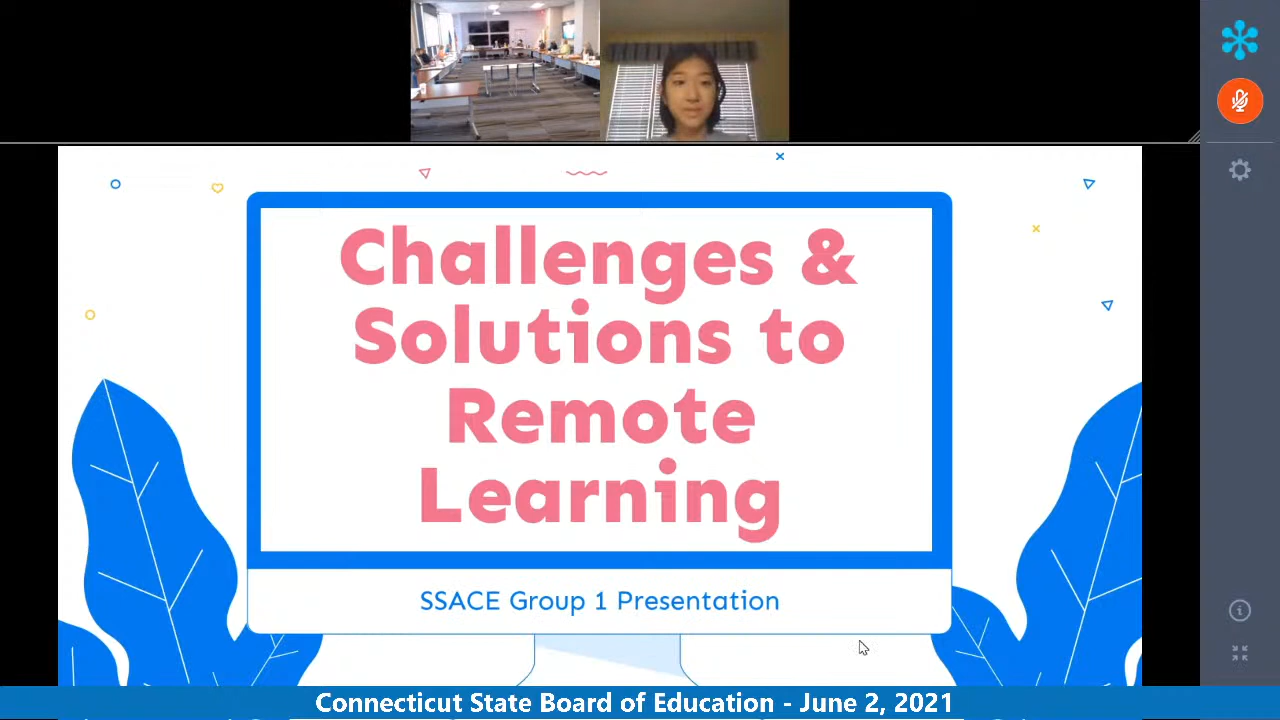 Challenges &
Solutions to
Remote
Learning
SSACE Group 1 Presentation
Connecticut State Board of Education - June 2, 2021